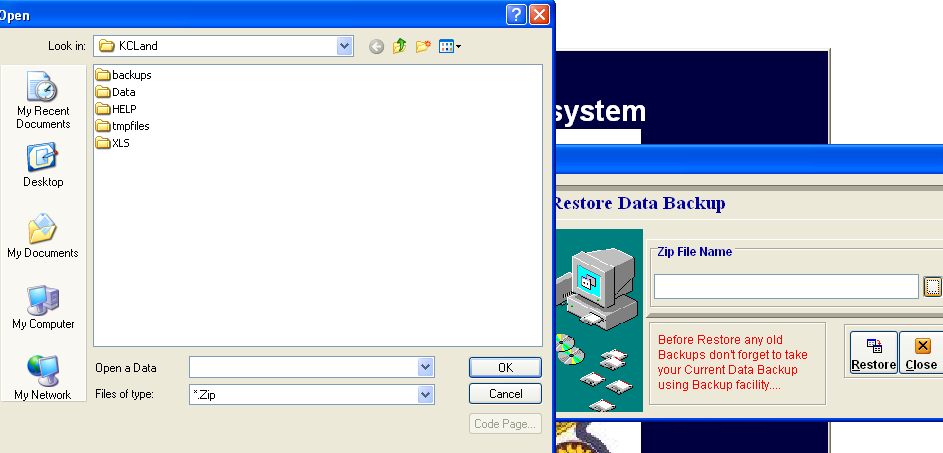 Open
Look in:
KCLand
backups
Data
HELP
tmpfiles
XLS
My Recent
Documents
Desktop
My Documents
My Computer
My Network
Open a Data
OK
Files of type:
*.Zip
Cancel
Code Page...
system
Restore Data Backup
Zip File Name
Before Restore any old
Backups don't forget to take
your Current Data Backup
using Backup facility....
Restore
Close